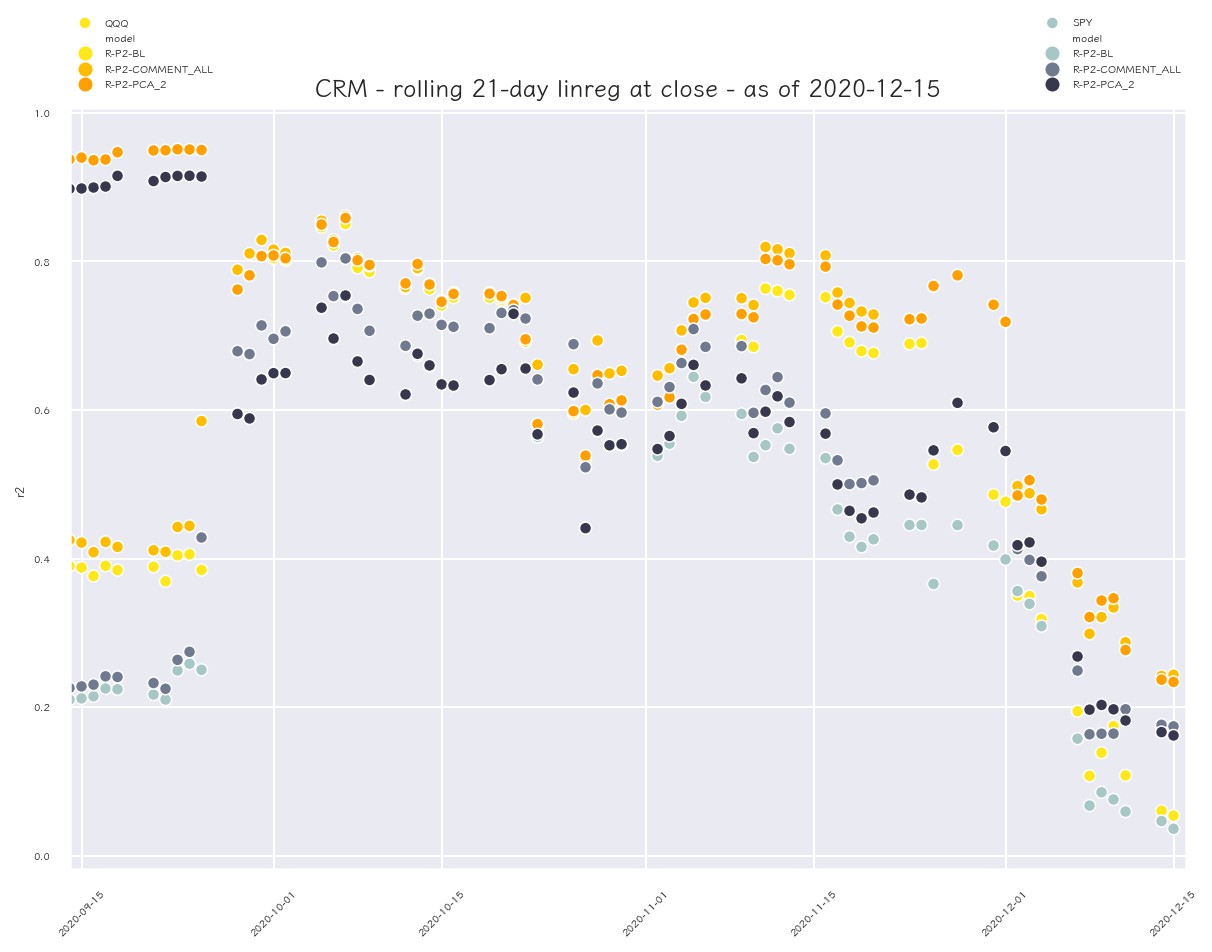 QQQ
model
R-P2-BL
R-P2-COMMENT_ALL
R-P2-PCA_2
SPY
model
R-P2-BL
R-P2-COMMENT_ALL
R-P2-PCA_2
CRM - rolling 21-day linreg at close - as of 2020-12-15
1.0
0.8
0.6
r2
0.4
0.2
0.0
2020-09-15
2020-10-01
2020-10-15
2020-11-01
2020-11-15
2020-12-01
2020-12-15